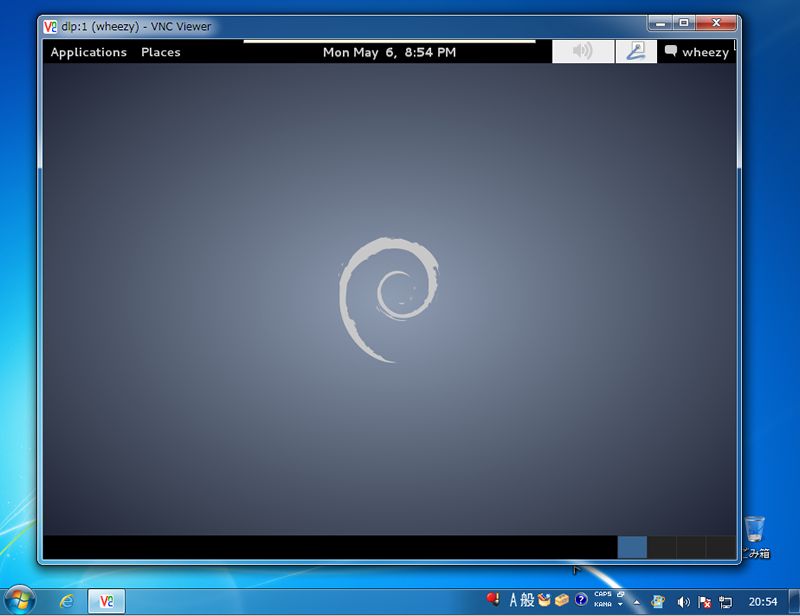 dlp:1 (wheezy) - VNC Viewer
Applications Places Mon May 6, 8:54 PM wheezy
ごみ箱
A 般 CAPS
KANA
20:54